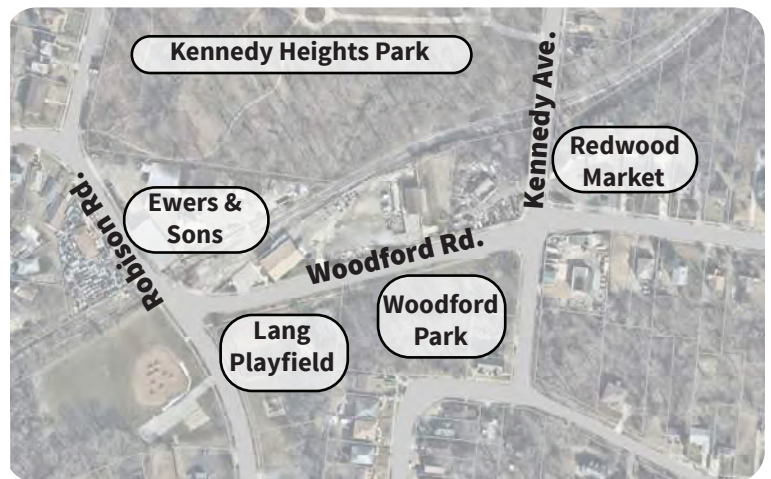 Kennedy Heights Park
Kennedy Ave.
Redwood
Market
Robison Rd.
Ewers &
Sons
Woodford Rd.
Woodford
Park
Lang
Playfield